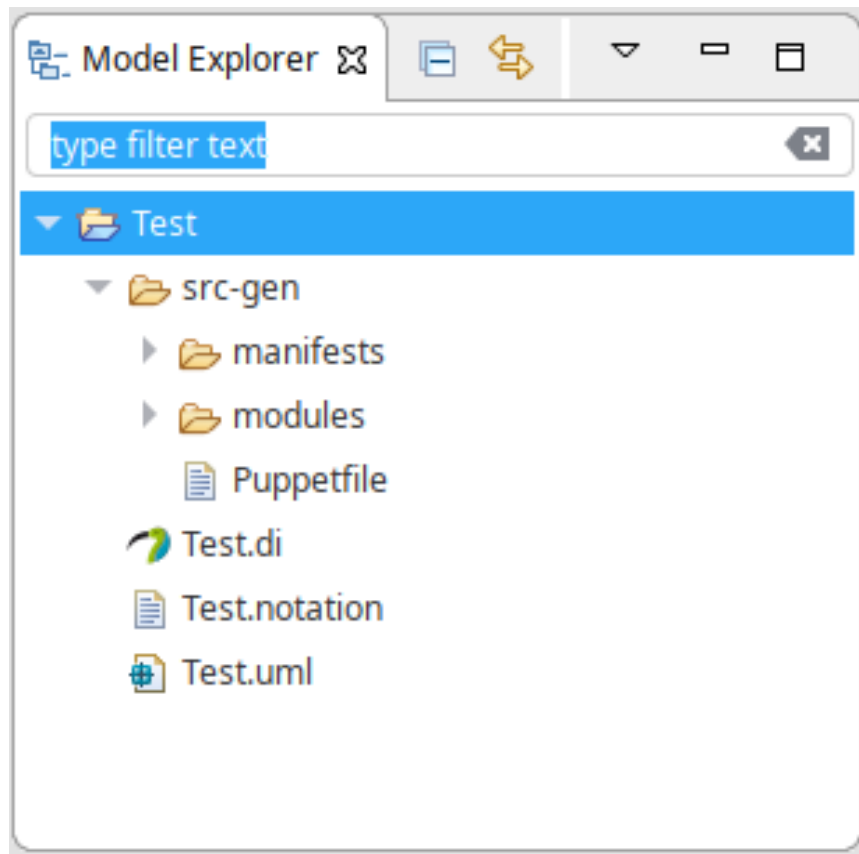 Model Explorer
type filter text
Test
src-gen
manifests
modules
Puppetfile
Test.di
Test.notation
Test.uml